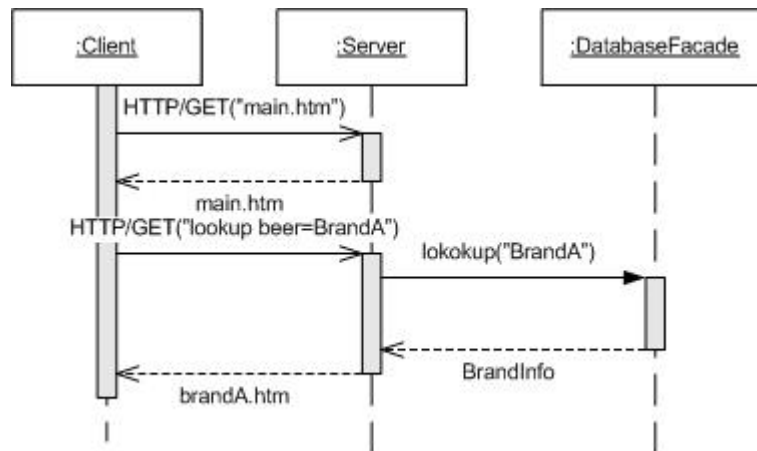 :Client
:Server
:DatabaseFacade
HTTP/GET("main.htm")
main.htm
HTTP/GET("lookup beer=BrandA")
lokokup("BrandA")
BrandInfo
brandA.htm